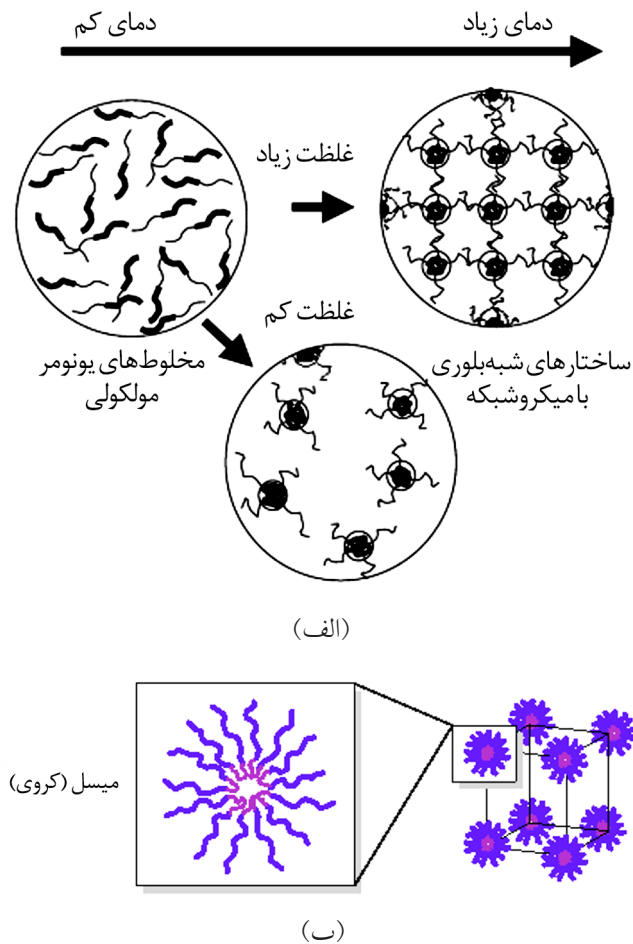 دمای کم
دمای زیاد
غلظت زیاد
غلظت کم
مخلوط‌های یونومر
مولکولی
ساختارهای شبه‌بلوری
با میکروشبکه
(الف)
میسل (کروی)
(ب)